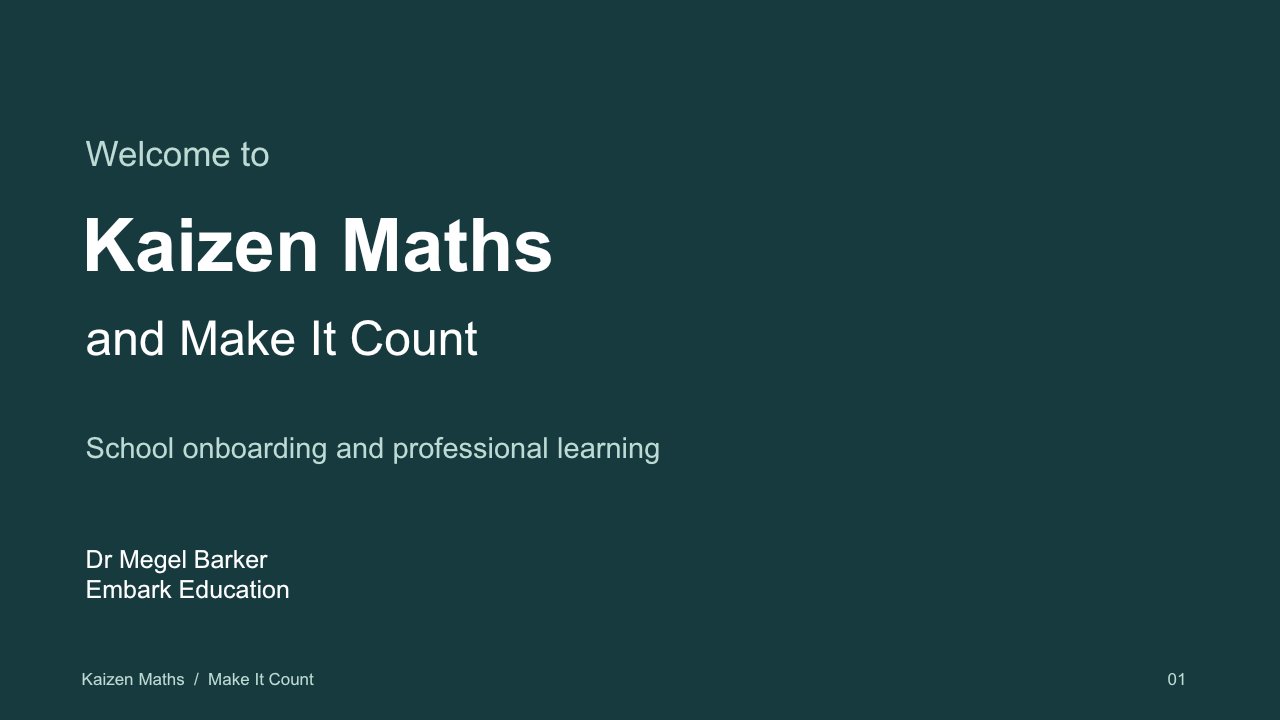 Welcome to
Kaizen Maths
and Make It Count
School onboarding and professional learning
Dr Megel Barker
Embark Education
Kaizen Maths / Make It Count
01